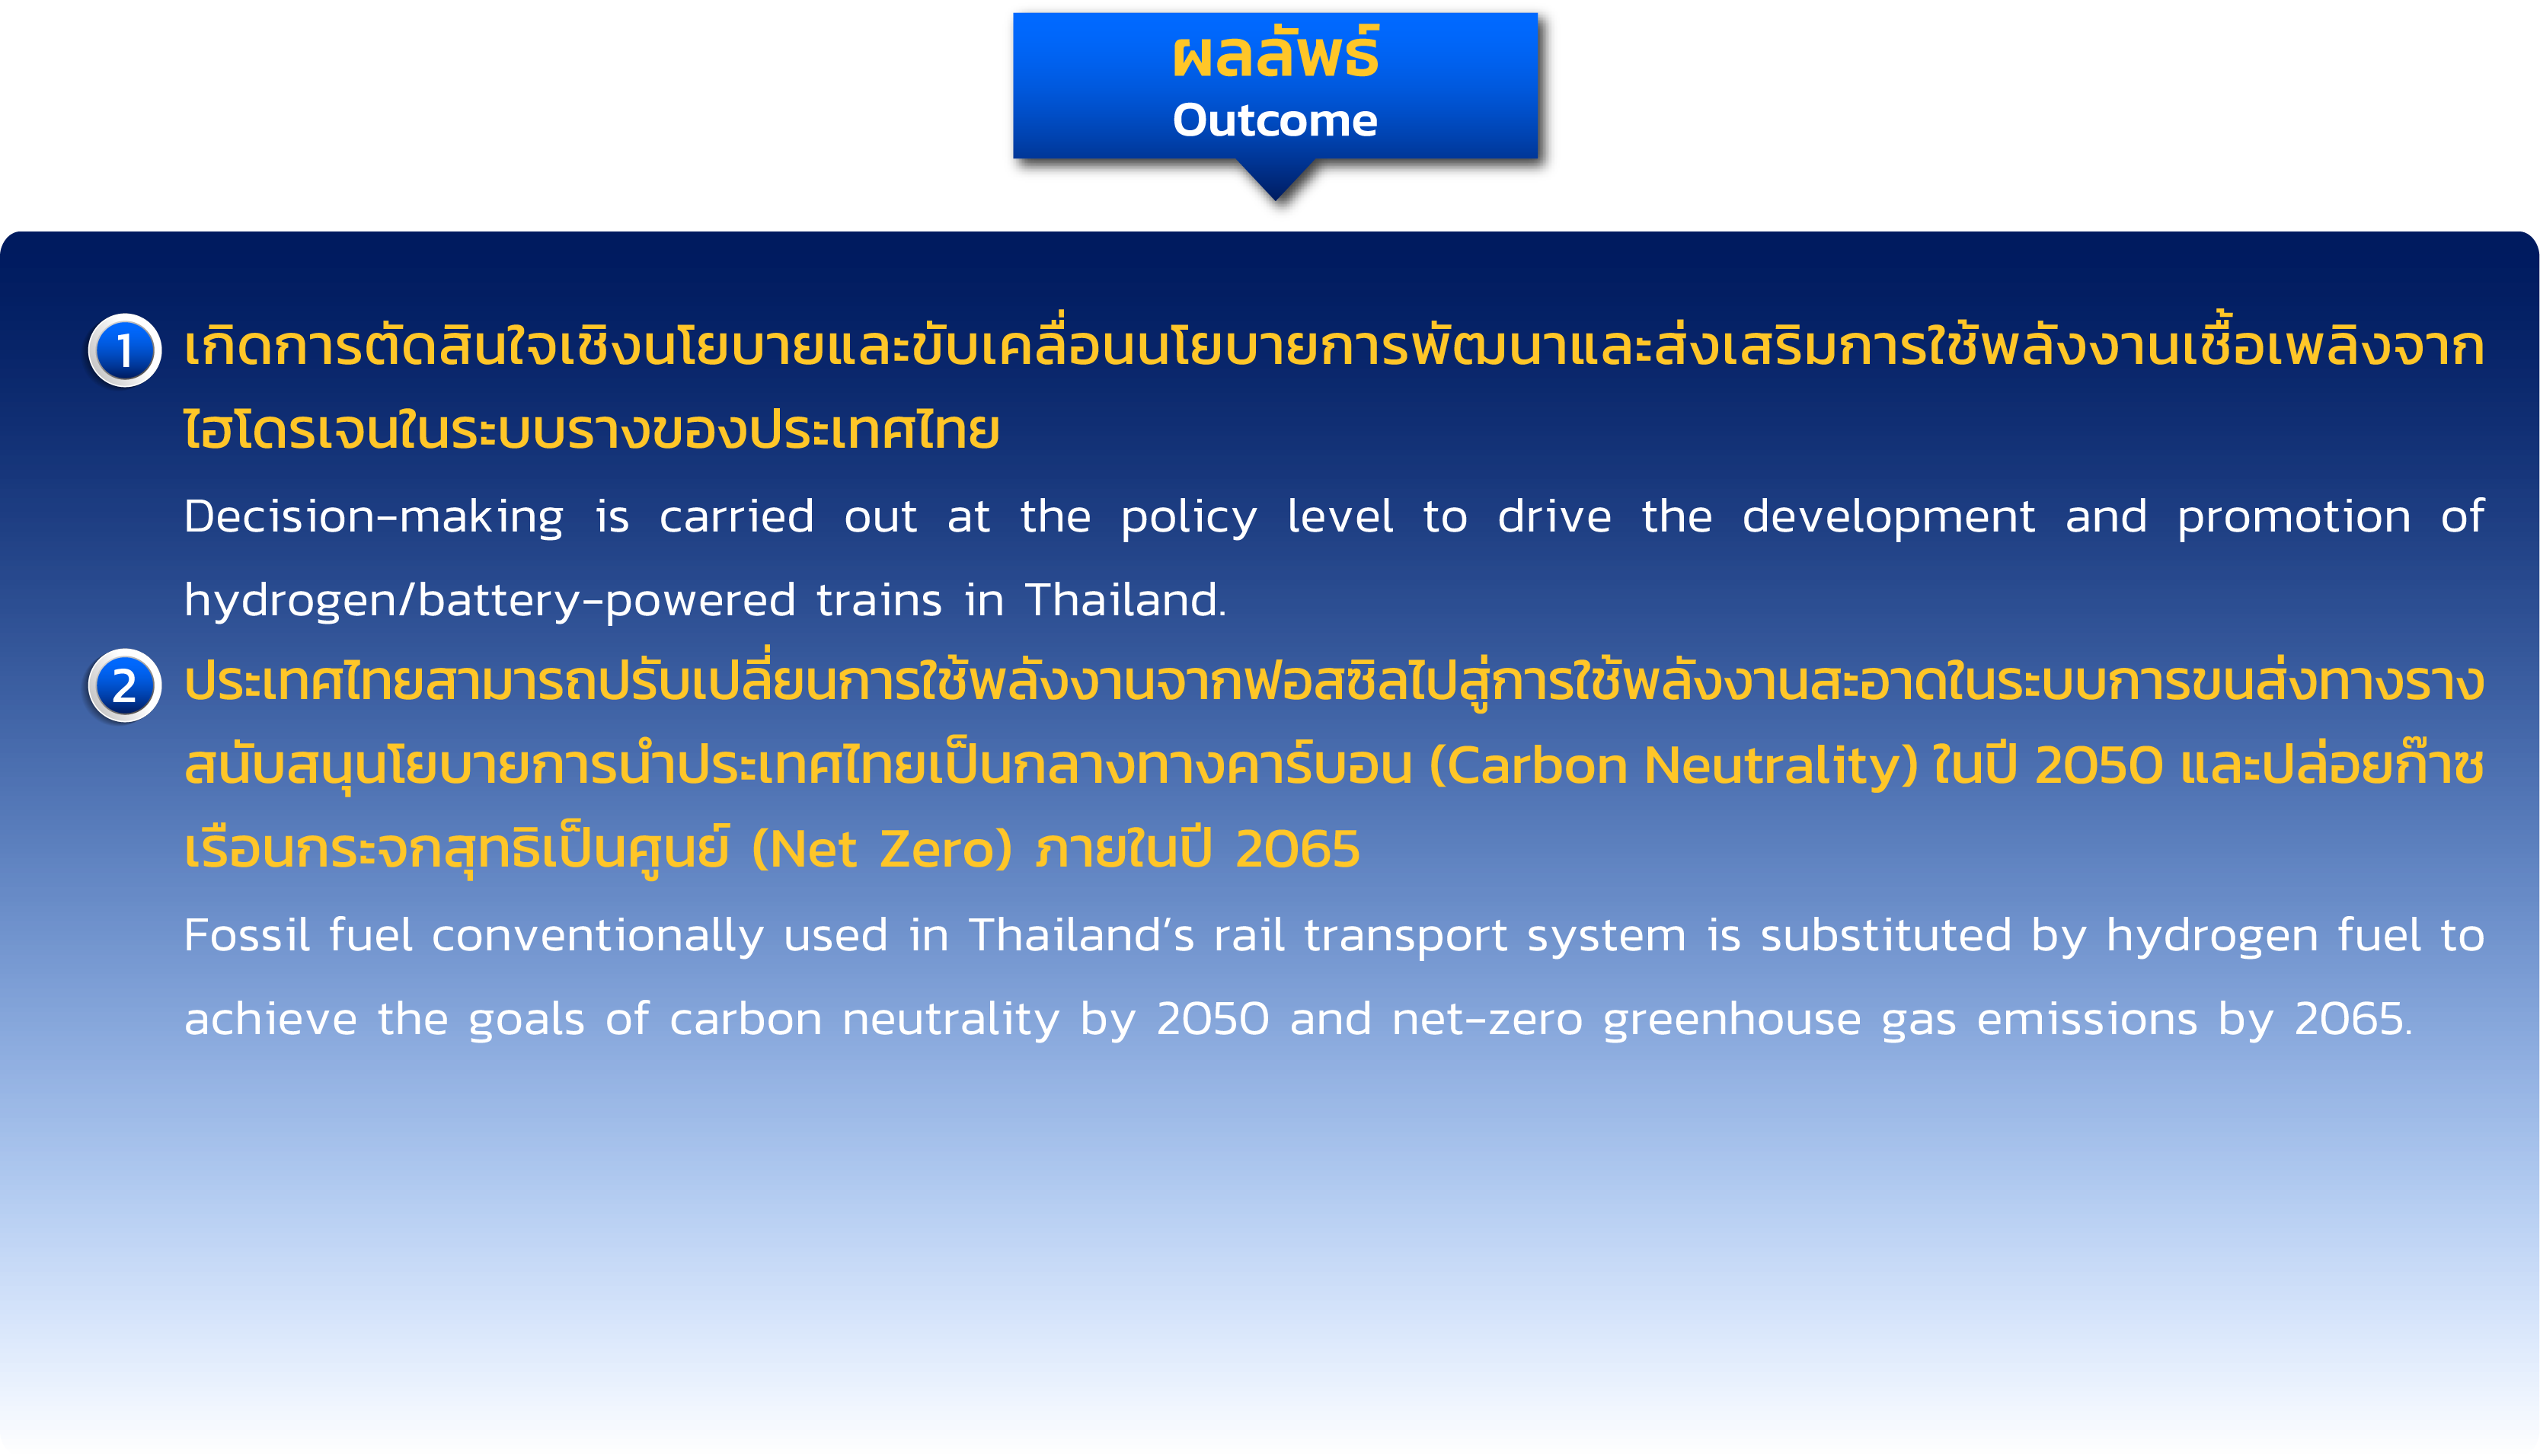 ผลลัพธ์
Outcome
1 เกิดการตัดสินใจเชิงนโยบายและขับเคลื่อนนโยบายการพัฒนาและส่งเสริมการใช้พลังงานเชื้อเพลิงจาก
ไฮโดรเจนในระบบรางของประเทศไทย
Decision-making is carried out at the policy level to drive the development and promotion of
hydrogen/battery-powered trains in Thailand.
2 ประเทศไทยสามารถปรับเปลี่ยนการใช้พลังงานจากฟอสซิลไปสู่การใช้พลังงานสะอาดในระบบการขนส่งทางราง
สนับสนุนโยบายการนำประเทศไทยเป็นกลางทางคาร์บอน (Carbon Neutrality) ในปี 2050 และปล่อยก๊าซ
เรือนกระจกสุทธิเป็นศูนย์ (Net Zero) ภายในปี 2065
Fossil fuel conventionally used in Thailand’s rail transport system is substituted by hydrogen fuel to
achieve the goals of carbon neutrality by 2050 and net-zero greenhouse gas emissions by 2065.